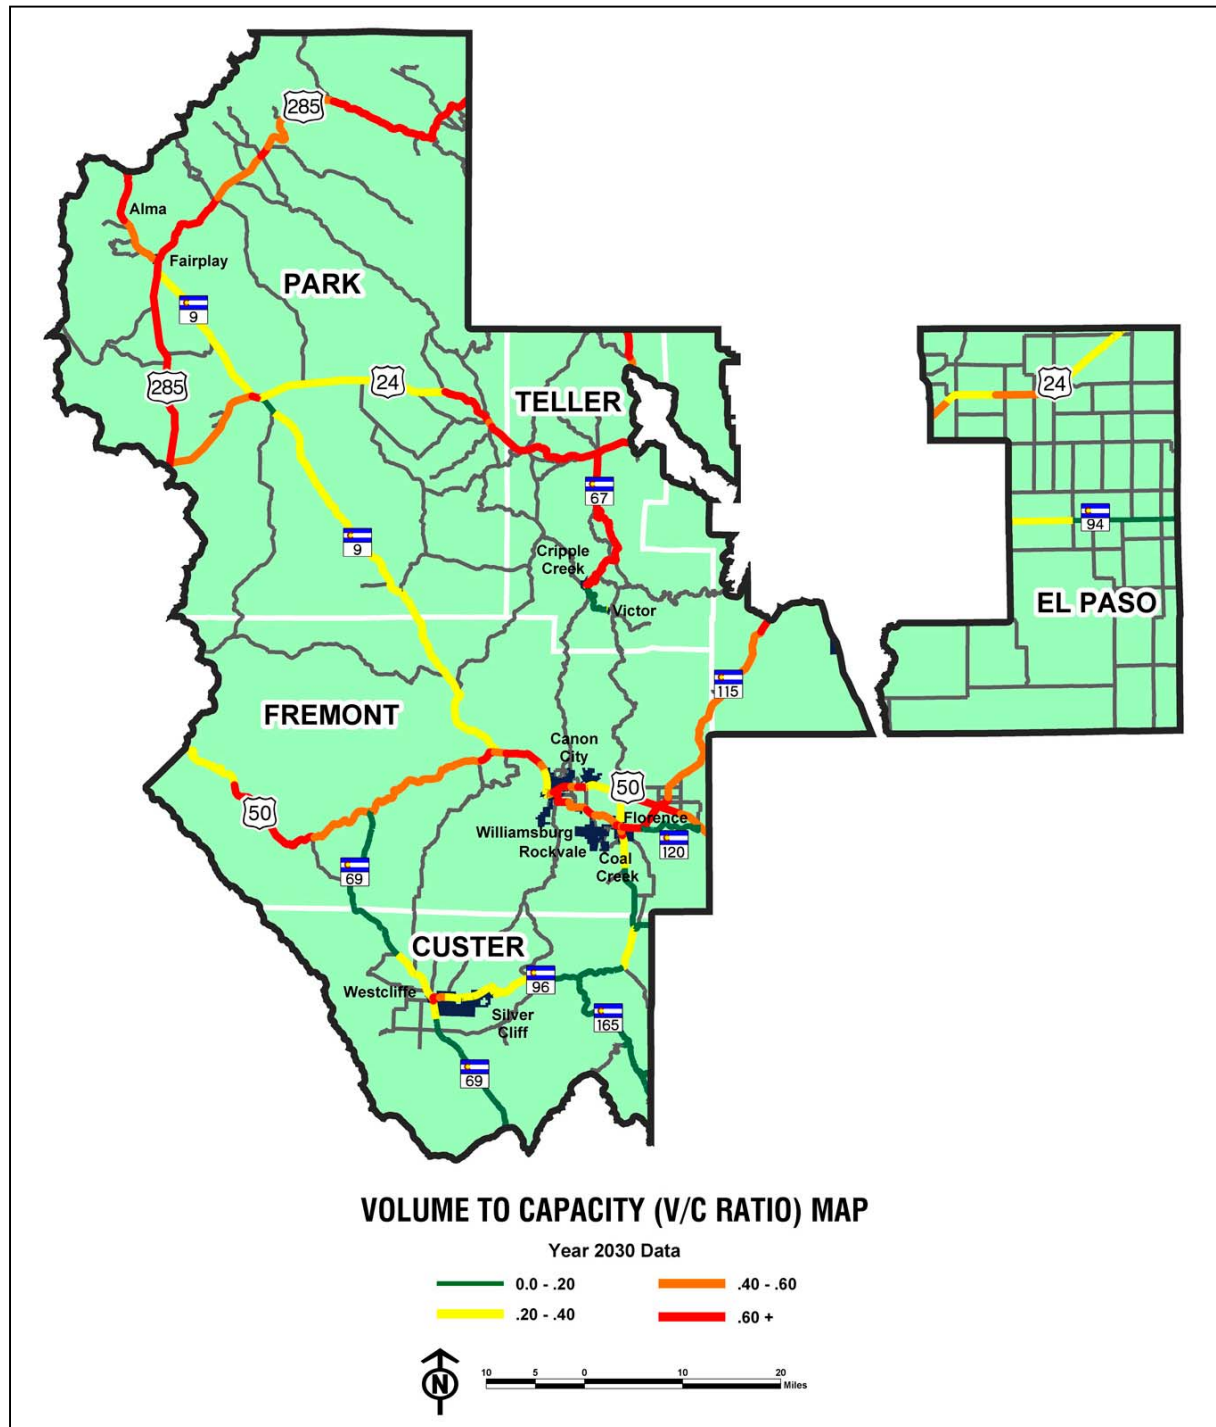 285
Alma
Fairplay
PARK
9
285
24
TELLER
24
67
94
9
Cripple
Creek
Victor
EL PASO
115
FREMONT
Canon
City
50
50
Florence
Williamsburg
Rockvale
120
Coal
Creek
69
CUSTER
96
Westcliffe
Silver
Cliff
165
69
VOLUME TO CAPACITY (V/C RATIO) MAP
Year 2030 Data
0.0 - .20
.40 - .60
.20 - .40
.60 +
N
10 5 0 10 20
Miles